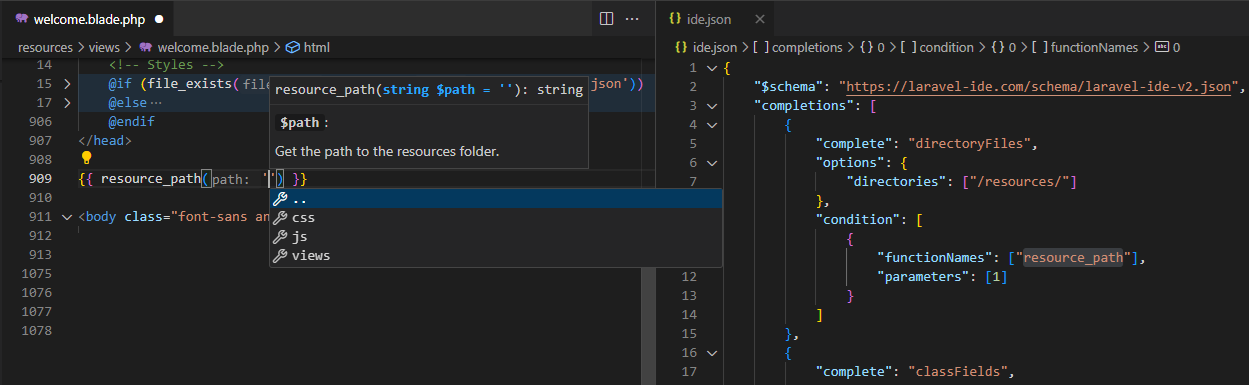 welcome.blade.php
resources > views > welcome.blade.php > html
14 <!-- Styles -->
15 @if (file_exists(file json'))
17 @else ...
906 @endif
907 </head>
908
909 {{ resource_path(path: '') }}
910
911 <body class="font-sans an
912
913
1075
1076
1077
1078
resource_path(string $path = ''): string
$path :
Get the path to the resources folder.
..
css
js
views
ide.json
ide.json > [ ] completions > {} 0 > [ ] condition > {} 0 > [ ] functionNames > abc 0
1 {
2 "$schema": "https://laravel-ide.com/schema/laravel-ide-v2.json",
3 "completions": [
4 {
5 "complete": "directoryFiles",
6 "options": {
7 "directories": ["/resources/"]
},
"condition": [
{
"functionNames": ["resource_path"],
12 "parameters": [1]
13 }
14 ]
15 },
16 {
17 "complete": "classFields",